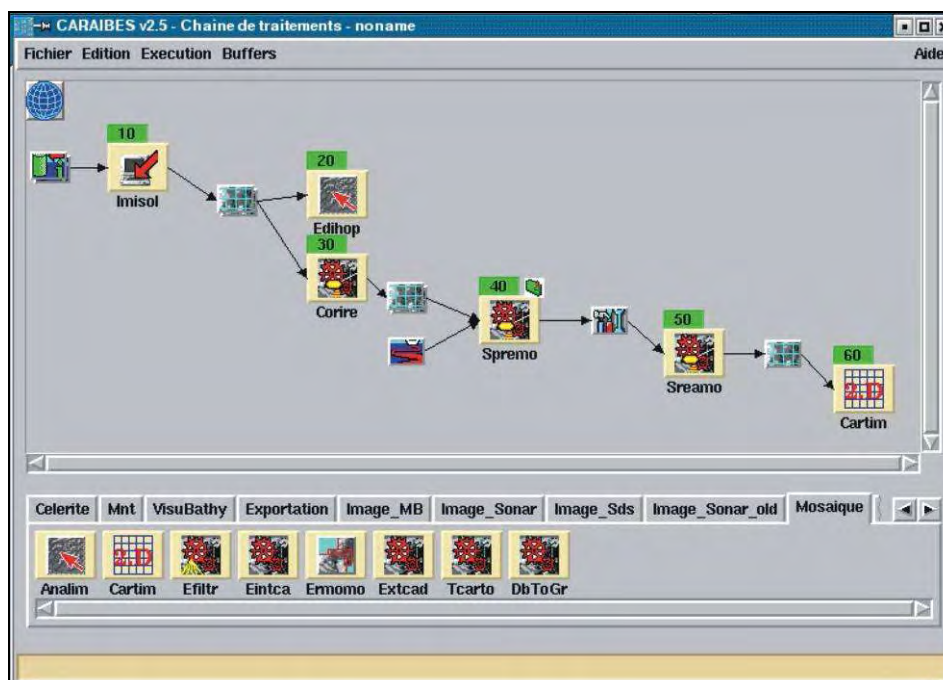 CARAIBES v2.5 - Chaine de traitements - noname
Fichier Edition Execution Buffers Aide
10
Imisol
20
Edihop
30
Corire
40
Spremo
50
Sreamo
60
2.D
Cartim
Celerite Mnt VisuBathy Exportation Image_MB Image_Sonar Image_Sds Image_Sonar_old Mosaique
2.D
Analim Cartim Efiltr Eintca Ermomo Extcad Tcarto DbToGr